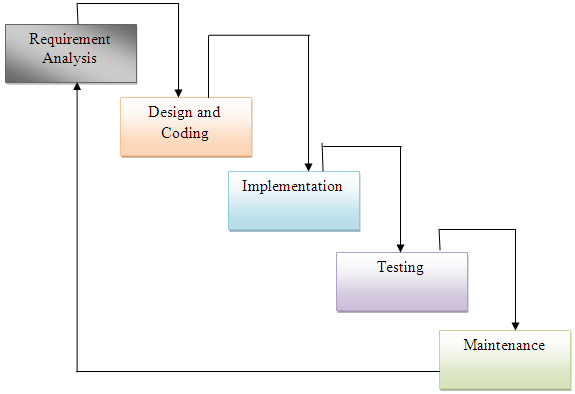 Requirement
Analysis
Design and
Coding
Implementation
Testing
Maintenance